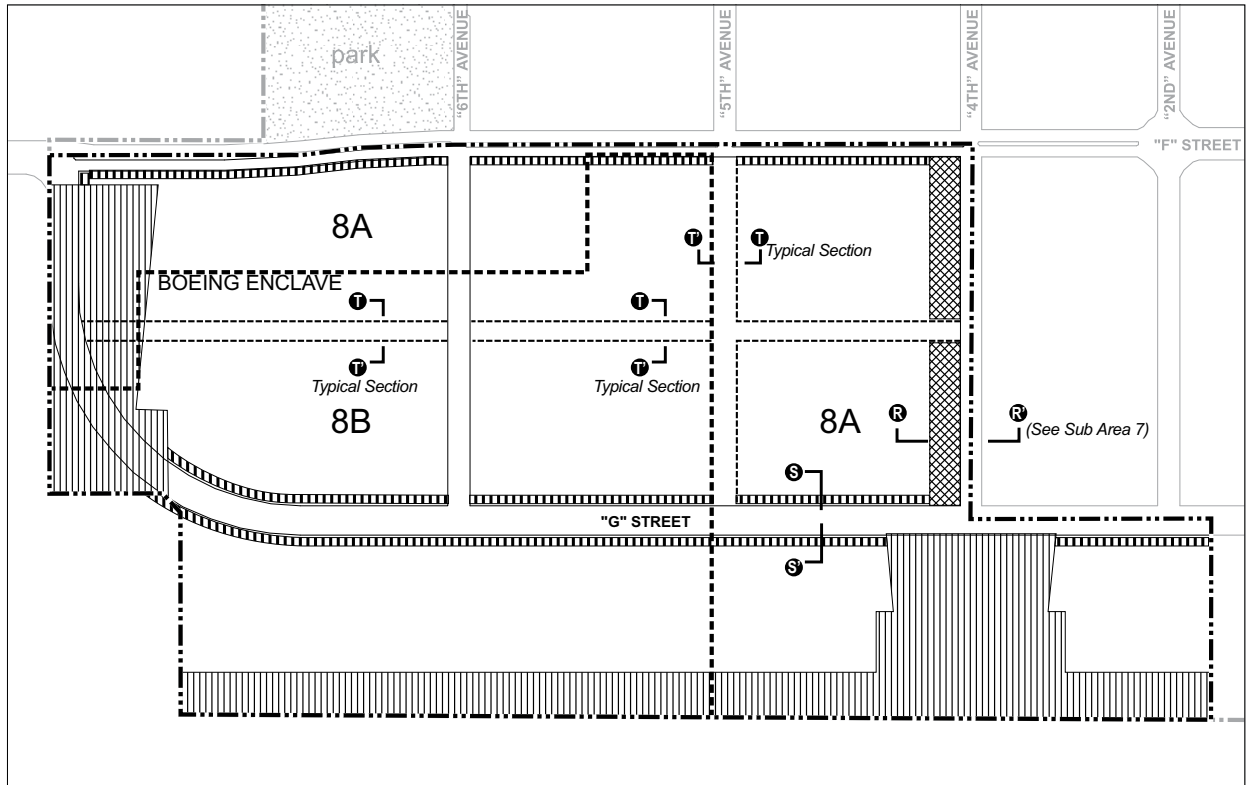 park
"6TH" AVENUE
"5TH" AVENUE
"4TH" AVENUE
"2ND" AVENUE
"F" STREET
8A
T'
T
Typical Section
BOEING ENCLAVE
T
T
T'
T'
Typical Section
Typical Section
8B
8A
R
R'
(See Sub Area 7)
S
"G" STREET
S'